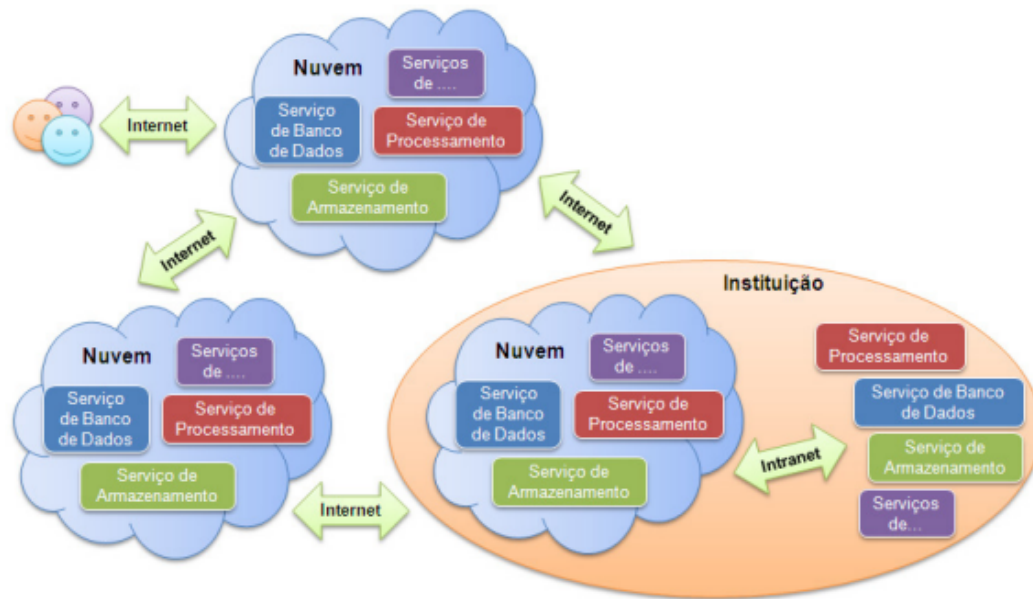 Nuvem
Serviços
de ....
Serviço
de Banco
de Dados
Serviço de
Processamento
Serviço de
Armazenamento
Internet
Internet
Internet
Nuvem
Serviços
de ....
Serviço
de Banco
de Dados
Serviço de
Processamento
Serviço de
Armazenamento
Internet
Instituição
Nuvem
Serviços
de ....
Serviço
de Banco
de Dados
Serviço de
Processamento
Serviço de
Armazenamento
Intranet
Serviço de
Processamento
Serviço de Banco
de Dados
Serviço de
Armazenamento
Serviços
de...